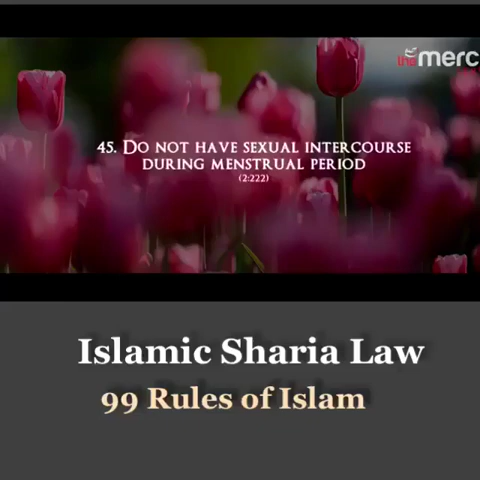 the merc
45. DO NOT HAVE SEXUAL INTERCOURSE
DURING MENSTRUAL PERIOD
(2:222)
Islamic Sharia Law
99 Rules of Islam